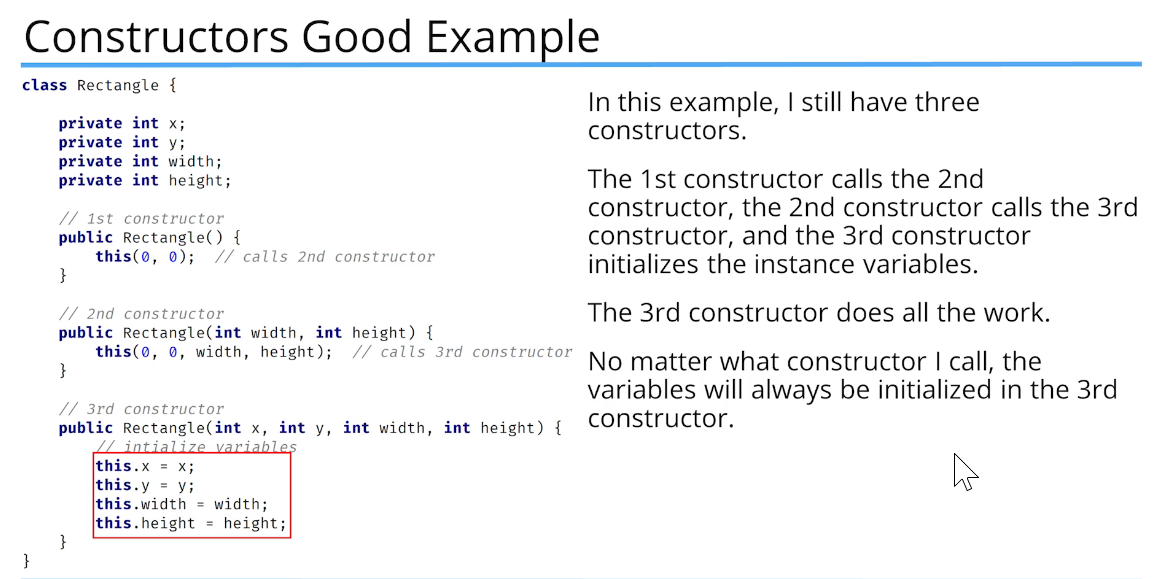 Constructors Good Example
class Rectangle {
private int x;
private int y;
private int width;
private int height;
// 1st constructor
public Rectangle() {
this(0, 0);  // calls 2nd constructor
}
// 2nd constructor
public Rectangle(int width, int height) {
this(0, 0, width, height);  // calls 3rd constructor
}
// 3rd constructor
public Rectangle(int x, int y, int width, int height) {
// intialize variables
this.x = x;
this.y = y;
this.width = width;
this.height = height;
}
}
In this example, I still have three
constructors.
The 1st constructor calls the 2nd
constructor, the 2nd constructor calls the 3rd
constructor, and the 3rd constructor
initializes the instance variables.
The 3rd constructor does all the work.
No matter what constructor I call, the
variables will always be initialized in the 3rd
constructor.